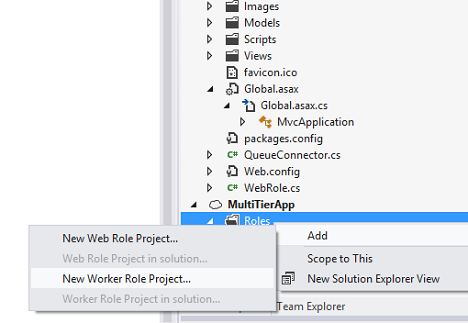 Images
Models
Scripts
Views
favicon.ico
Global.asax
Global.asax.cs
MvcApplication
packages.config
C# QueueConnector.cs
Web.config
C# WebRole.cs
MultiTierApp
Roles
New Web Role Project...
Web Role Project in solution...
New Worker Role Project...
Worker Role Project in solution...
Add
Scope to This
New Solution Explorer View
Team Explorer